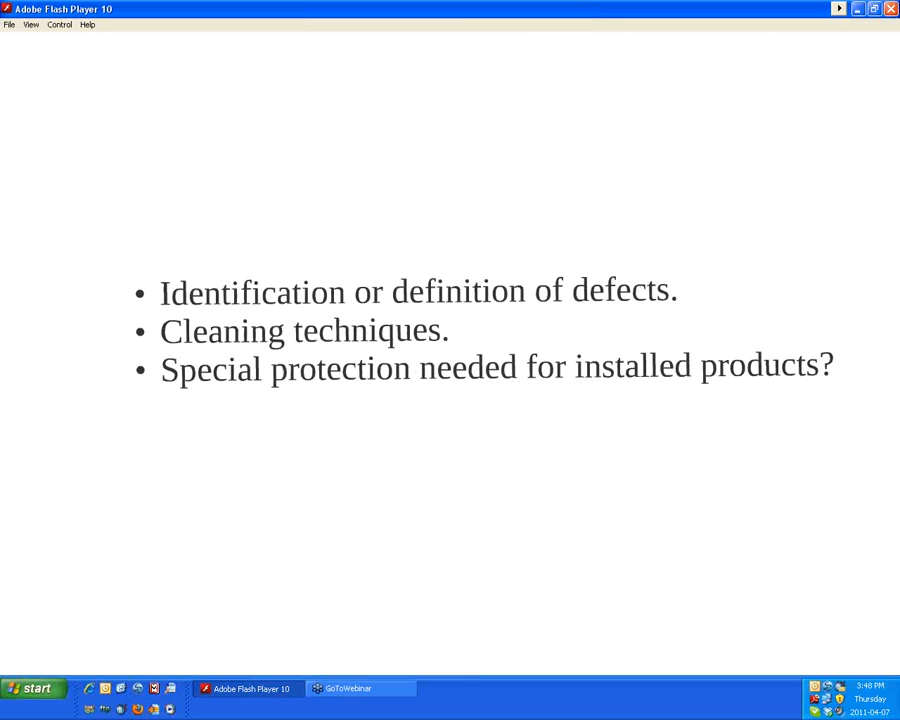 Adobe Flash Player 10
File View Control Help
• Identification or definition of defects.
• Cleaning techniques.
• Special protection needed for installed products?
start
Adobe Flash Player 10
GoToWebinar
3:48 PM
Thursday
2011-04-07